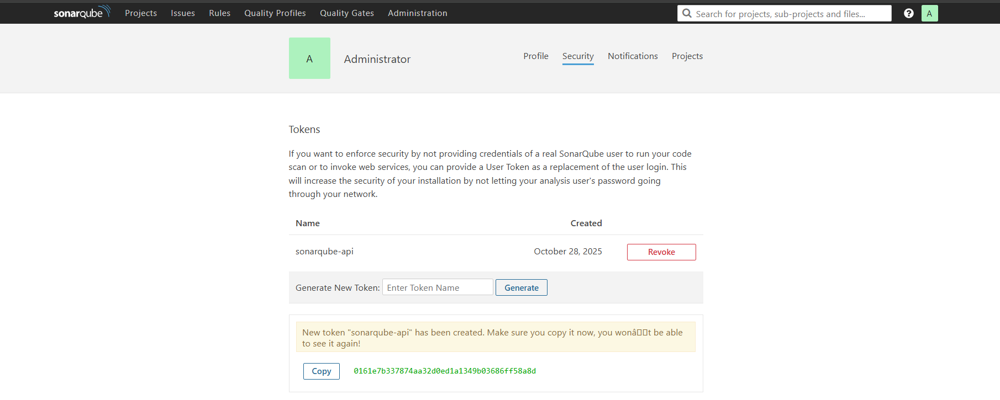 sonarqube Projects Issues Rules Quality Profiles Quality Gates Administration Search for projects, sub-projects and files... ? A
A Administrator Profile Security Notifications Projects
Tokens
If you want to enforce security by not providing credentials of a real SonarQube user to run your code
scan or to invoke web services, you can provide a User Token as a replacement of the user login. This
will increase the security of your installation by not letting your analysis user's password going
through your network.
Name Created
sonarqube-api October 28, 2025 Revoke
Generate New Token: Enter Token Name Generate
New token "sonarqube-api" has been created. Make sure you copy it now, you wonâ▯▯t be able
to see it again!
Copy 0161e7b337874aa32d0ed1a1349b03686ff58a8d